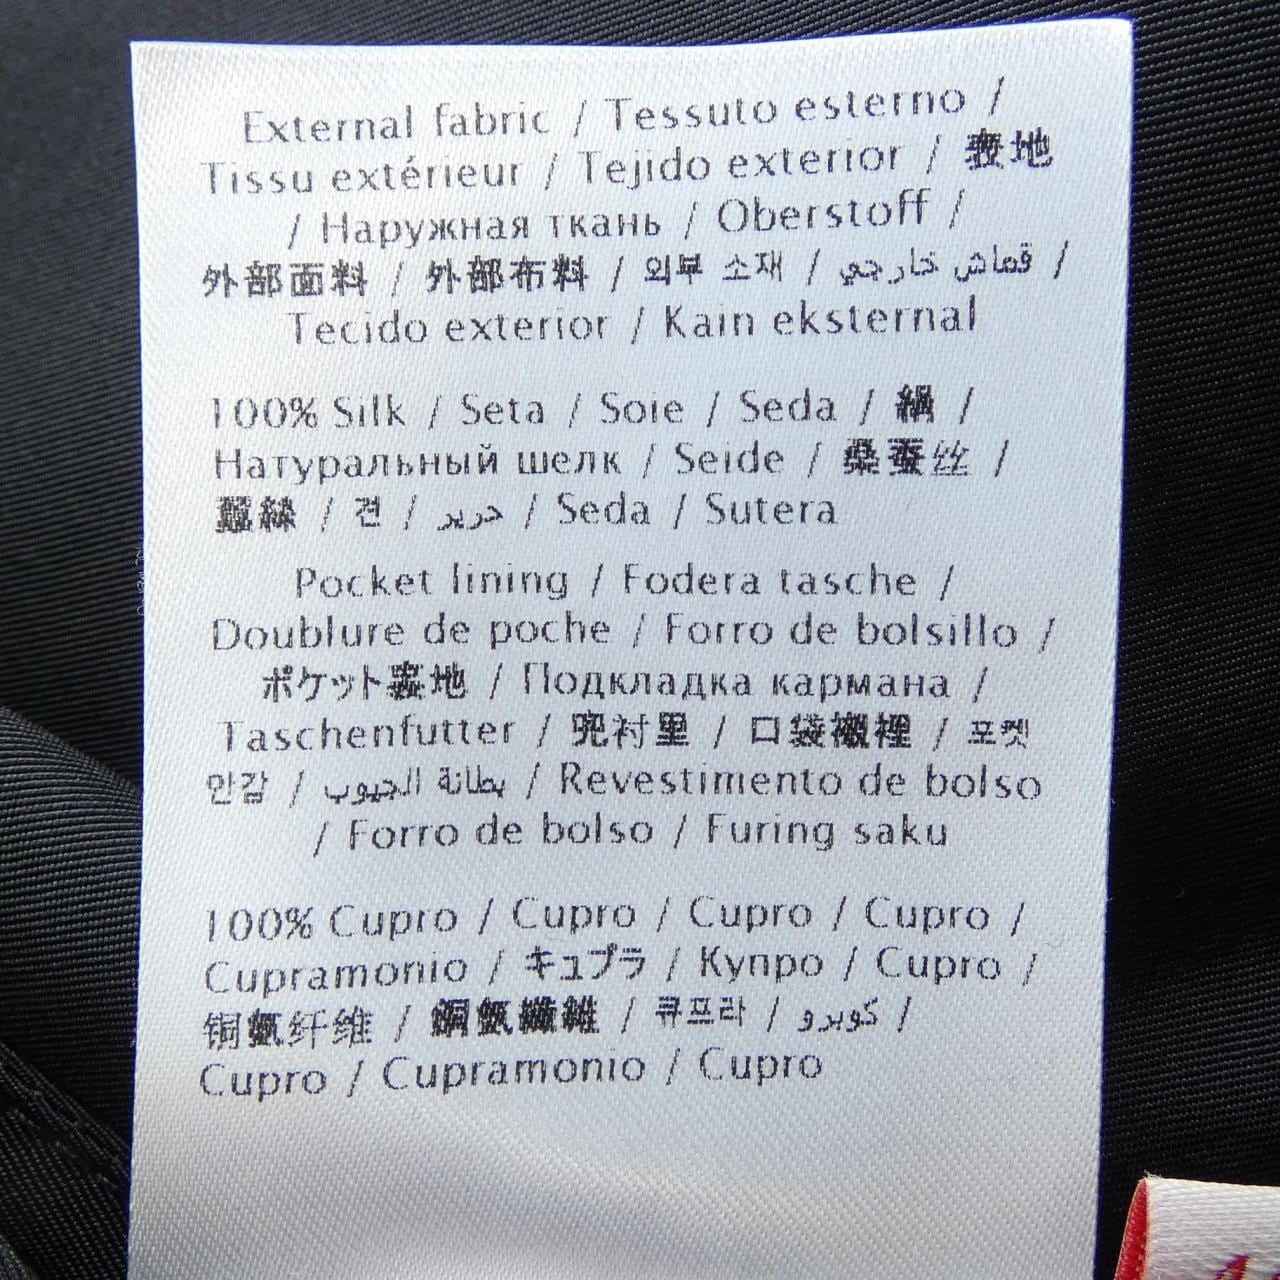 External fabric / Tessuto esterno /
Tissu extérieur / Tejido exterior / 表地
/ Наружная ткань / Oberstoff /
外部面料 / 外部布料 / 외부 소재 / قماش خارجي /
Tecido exterior / Kain eksternal
100% Silk / Seta / Soie / Seda / 絹 /
Натуральный шелк / Seide / 桑蚕丝 /
蠶絲 / 견 / حرير / Seda / Sutera
Pocket lining / Fodera tasche /
Doublure de poche / Forro de bolsillo /
ポケット裏地 / Подкладка кармана /
Taschenfutter / 兜衬里 / 口袋襯裡 / 포켓
안감 / بطانة الجيوب / Revestimento de bolso
/ Forro de bolso / Furing saku
100% Cupro / Cupro / Cupro / Cupro /
Cupramonio / キュプラ / Купро / Cupro /
铜氨纤维 / 銅氨纖維 / 큐프라 / كوبرو /
Cupro / Cupramonio / Cupro